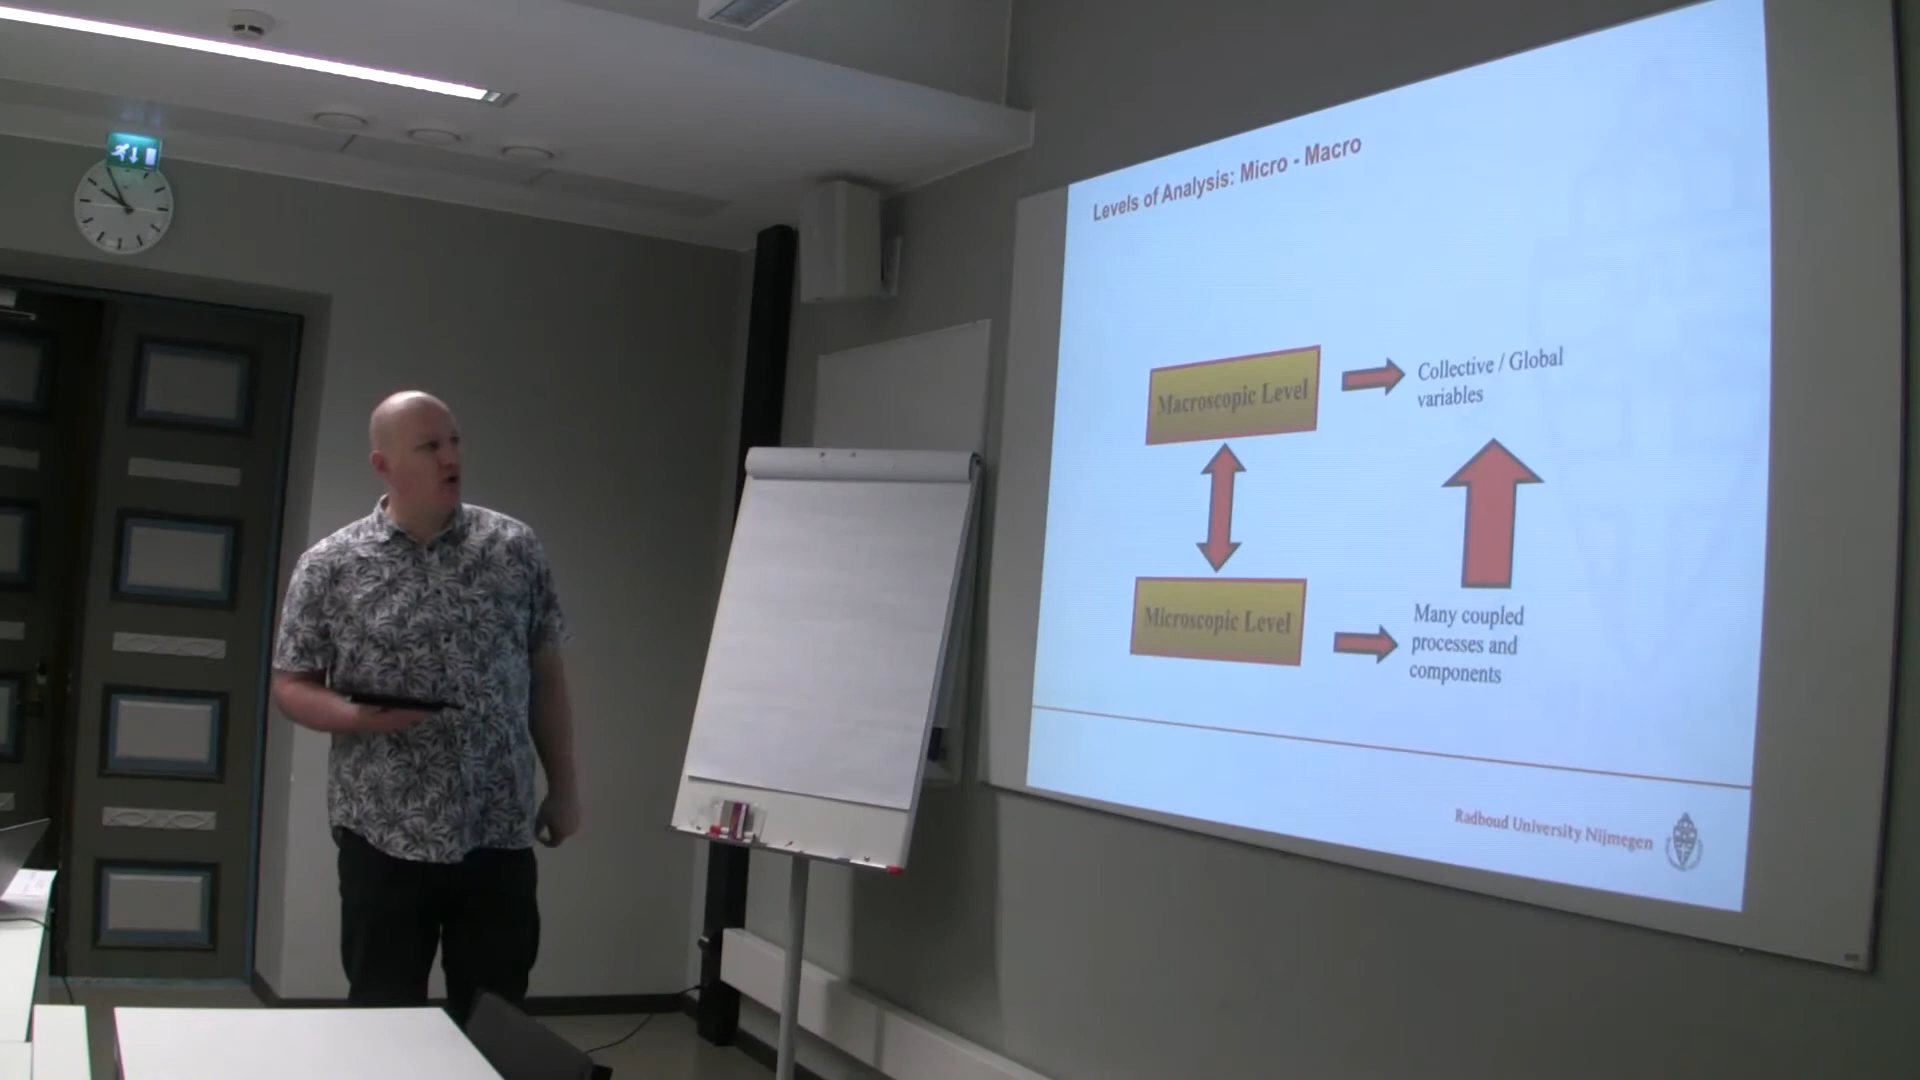 Levels of Analysis: Micro - Macro
Macroscopic Level
Collective / Global
variables
Microscopic Level
Many coupled
processes and
components
Radboud University Nijmegen